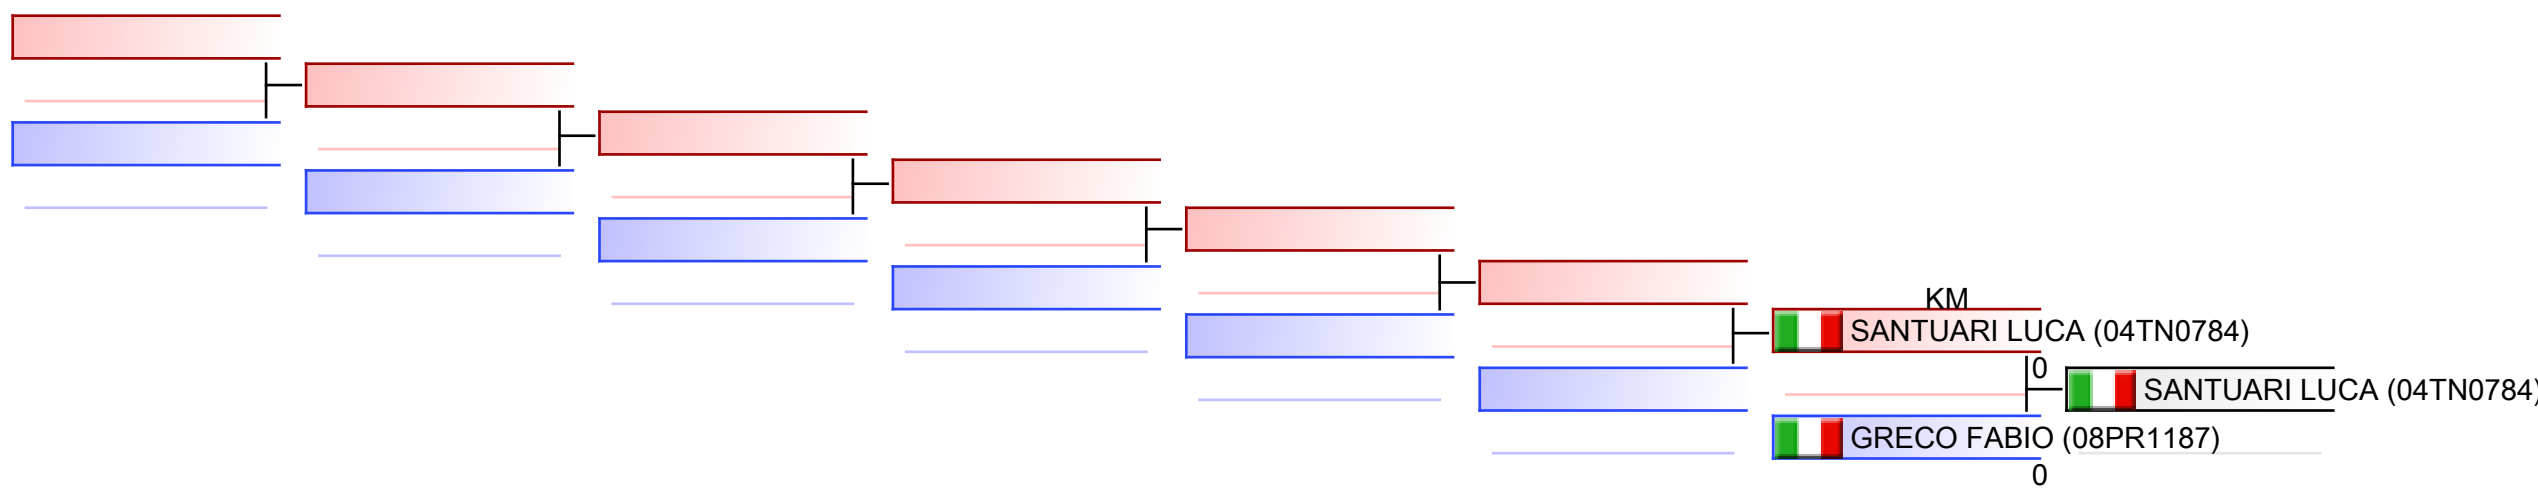 KM
SANTUARI LUCA (04TN0784)
0
SANTUARI LUCA (04TN0784)
GRECO FABIO (08PR1187)
0